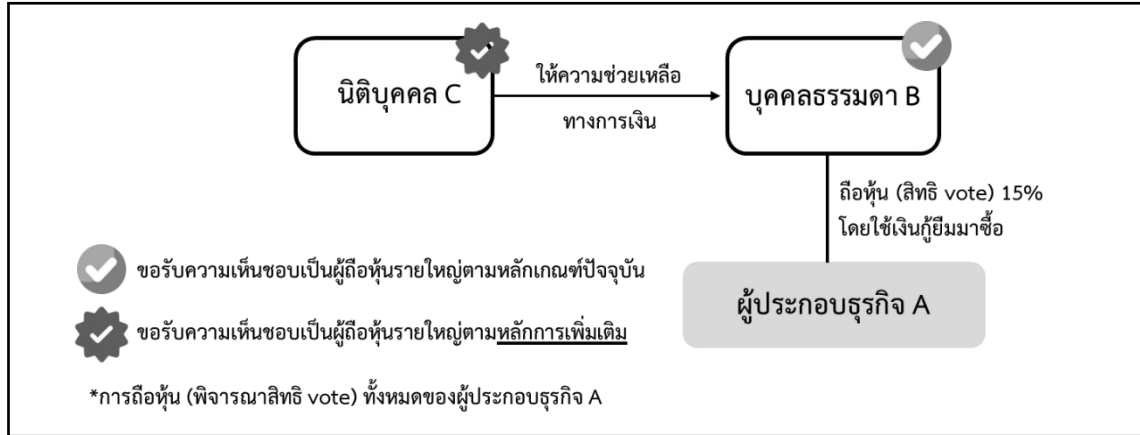 นิติบุคคล C
ให้ความช่วยเหลือ
ทางการเงิน
บุคคลธรรมดา B
ถือหุ้น (สิทธิ vote) 15%
โดยใช้เงินกู้ยืมมาซื้อ
ผู้ประกอบธุรกิจ A
ขอรับความเห็นชอบเป็นผู้ถือหุ้นรายใหญ่ตามหลักเกณฑ์ปัจจุบัน
ขอรับความเห็นชอบเป็นผู้ถือหุ้นรายใหญ่ตามหลักการเพิ่มเติม
*การถือหุ้น (พิจารณาสิทธิ vote) ทั้งหมดของผู้ประกอบธุรกิจ A